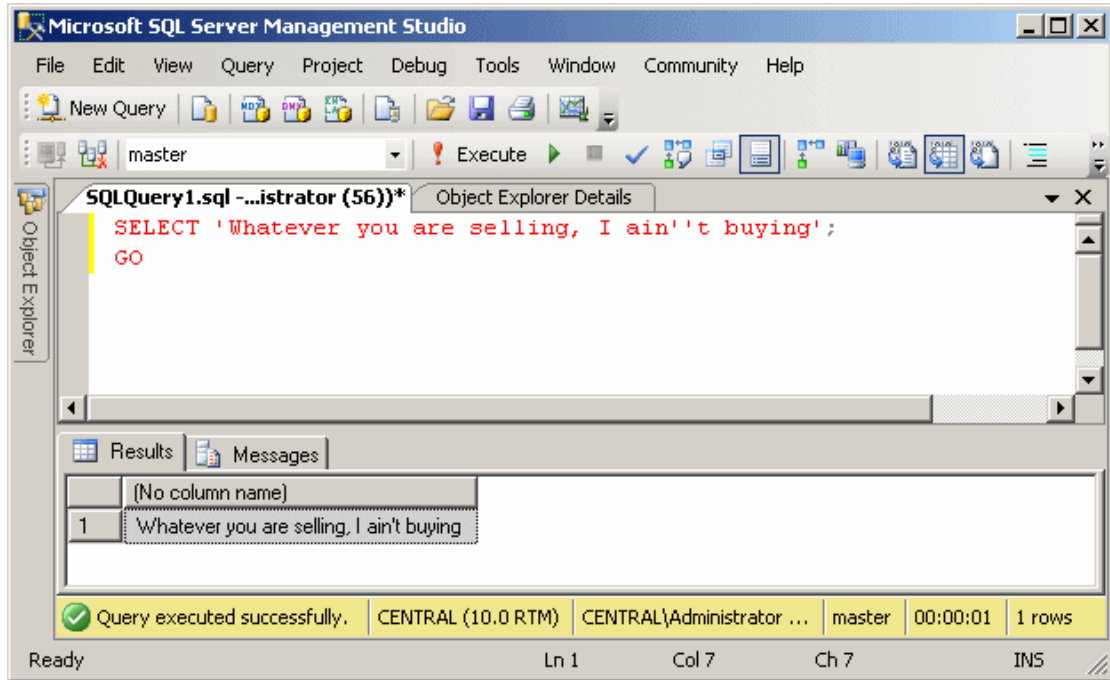 Microsoft SQL Server Management Studio
File Edit View Query Project Debug Tools Window Community Help
New Query
master Execute
SQLQuery1.sql -...istrator (56))* Object Explorer Details
Object Explorer
SELECT 'Whatever you are selling, I ain''t buying';
GO
Results Messages
(No column name)
1 Whatever you are selling, I ain't buying
Query executed successfully. CENTRAL (10.0 RTM) CENTRAL\Administrator ... master 00:00:01 1 rows
Ready Ln 1 Col 7 Ch 7 INS